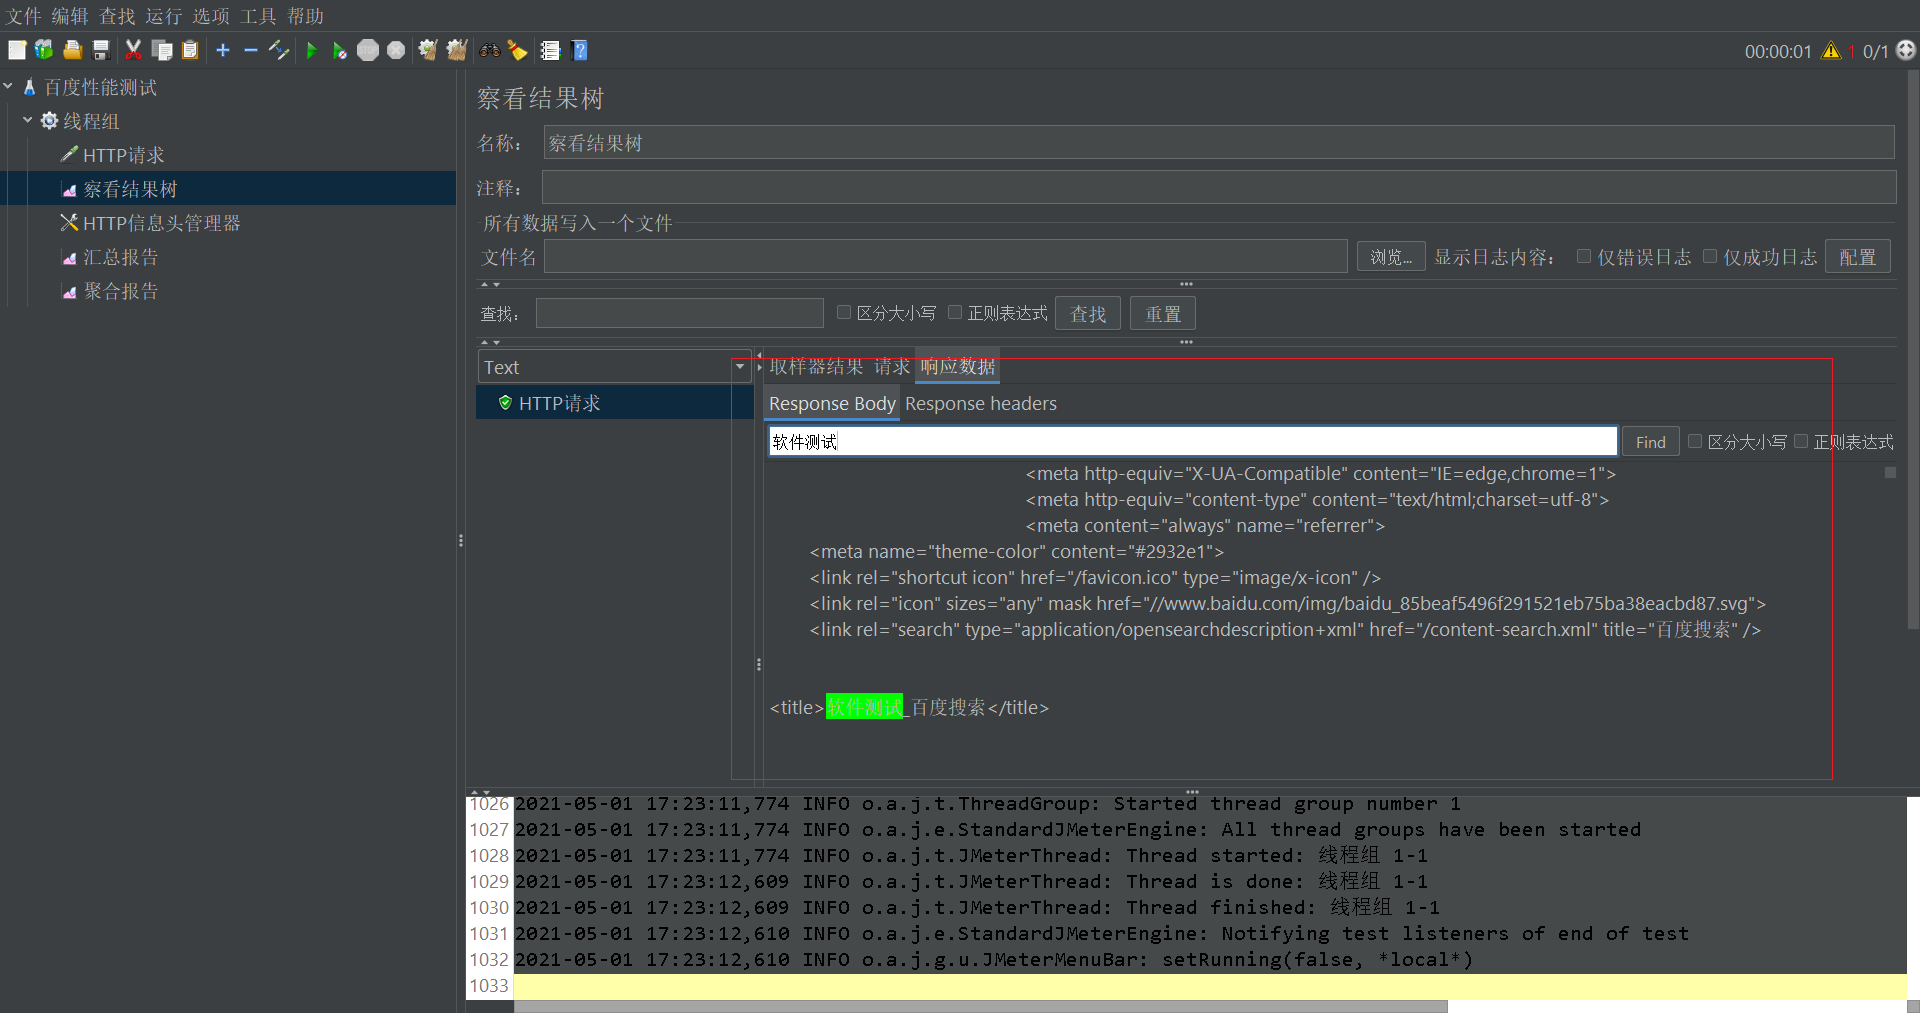 文件 编辑 查找 运行 选项 工具 帮助
00:00:01 1 0/1
百度性能测试
线程组
HTTP请求
察看结果树
HTTP信息头管理器
汇总报告
聚合报告
察看结果树
名称: 察看结果树
注释:
所有数据写入一个文件
文件名 浏览... 显示日志内容: 仅错误日志 仅成功日志 配置
查找: 区分大小写 正则表达式 查找 重置
Text
HTTP请求
取样器结果 请求 响应数据
Response Body Response headers
软件测试 Find 区分大小写 正则表达式
<meta http-equiv="X-UA-Compatible" content="IE=edge,chrome=1">
<meta http-equiv="content-type" content="text/html;charset=utf-8">
<meta content="always" name="referrer">
<meta name="theme-color" content="#2932e1">
<link rel="shortcut icon" href="/favicon.ico" type="image/x-icon" />
<link rel="icon" sizes="any" mask href="//www.baidu.com/img/baidu_85beaf5496f291521eb75ba38eacbd87.svg">
<link rel="search" type="application/opensearchdescription+xml" href="/content-search.xml" title="百度搜索" />
<title>软件测试_百度搜索</title>
1026 2021-05-01 17:23:11,774 INFO o.a.j.t.ThreadGroup: Started thread group number 1
1027 2021-05-01 17:23:11,774 INFO o.a.j.e.StandardJMeterEngine: All thread groups have been started
1028 2021-05-01 17:23:11,774 INFO o.a.j.t.JMeterThread: Thread started: 线程组 1-1
1029 2021-05-01 17:23:12,609 INFO o.a.j.t.JMeterThread: Thread is done: 线程组 1-1
1030 2021-05-01 17:23:12,609 INFO o.a.j.t.JMeterThread: Thread finished: 线程组 1-1
1031 2021-05-01 17:23:12,610 INFO o.a.j.e.StandardJMeterEngine: Notifying test listeners of end of test
1032 2021-05-01 17:23:12,610 INFO o.a.j.g.u.JMeterMenuBar: setRunning(false, *local*)
1033